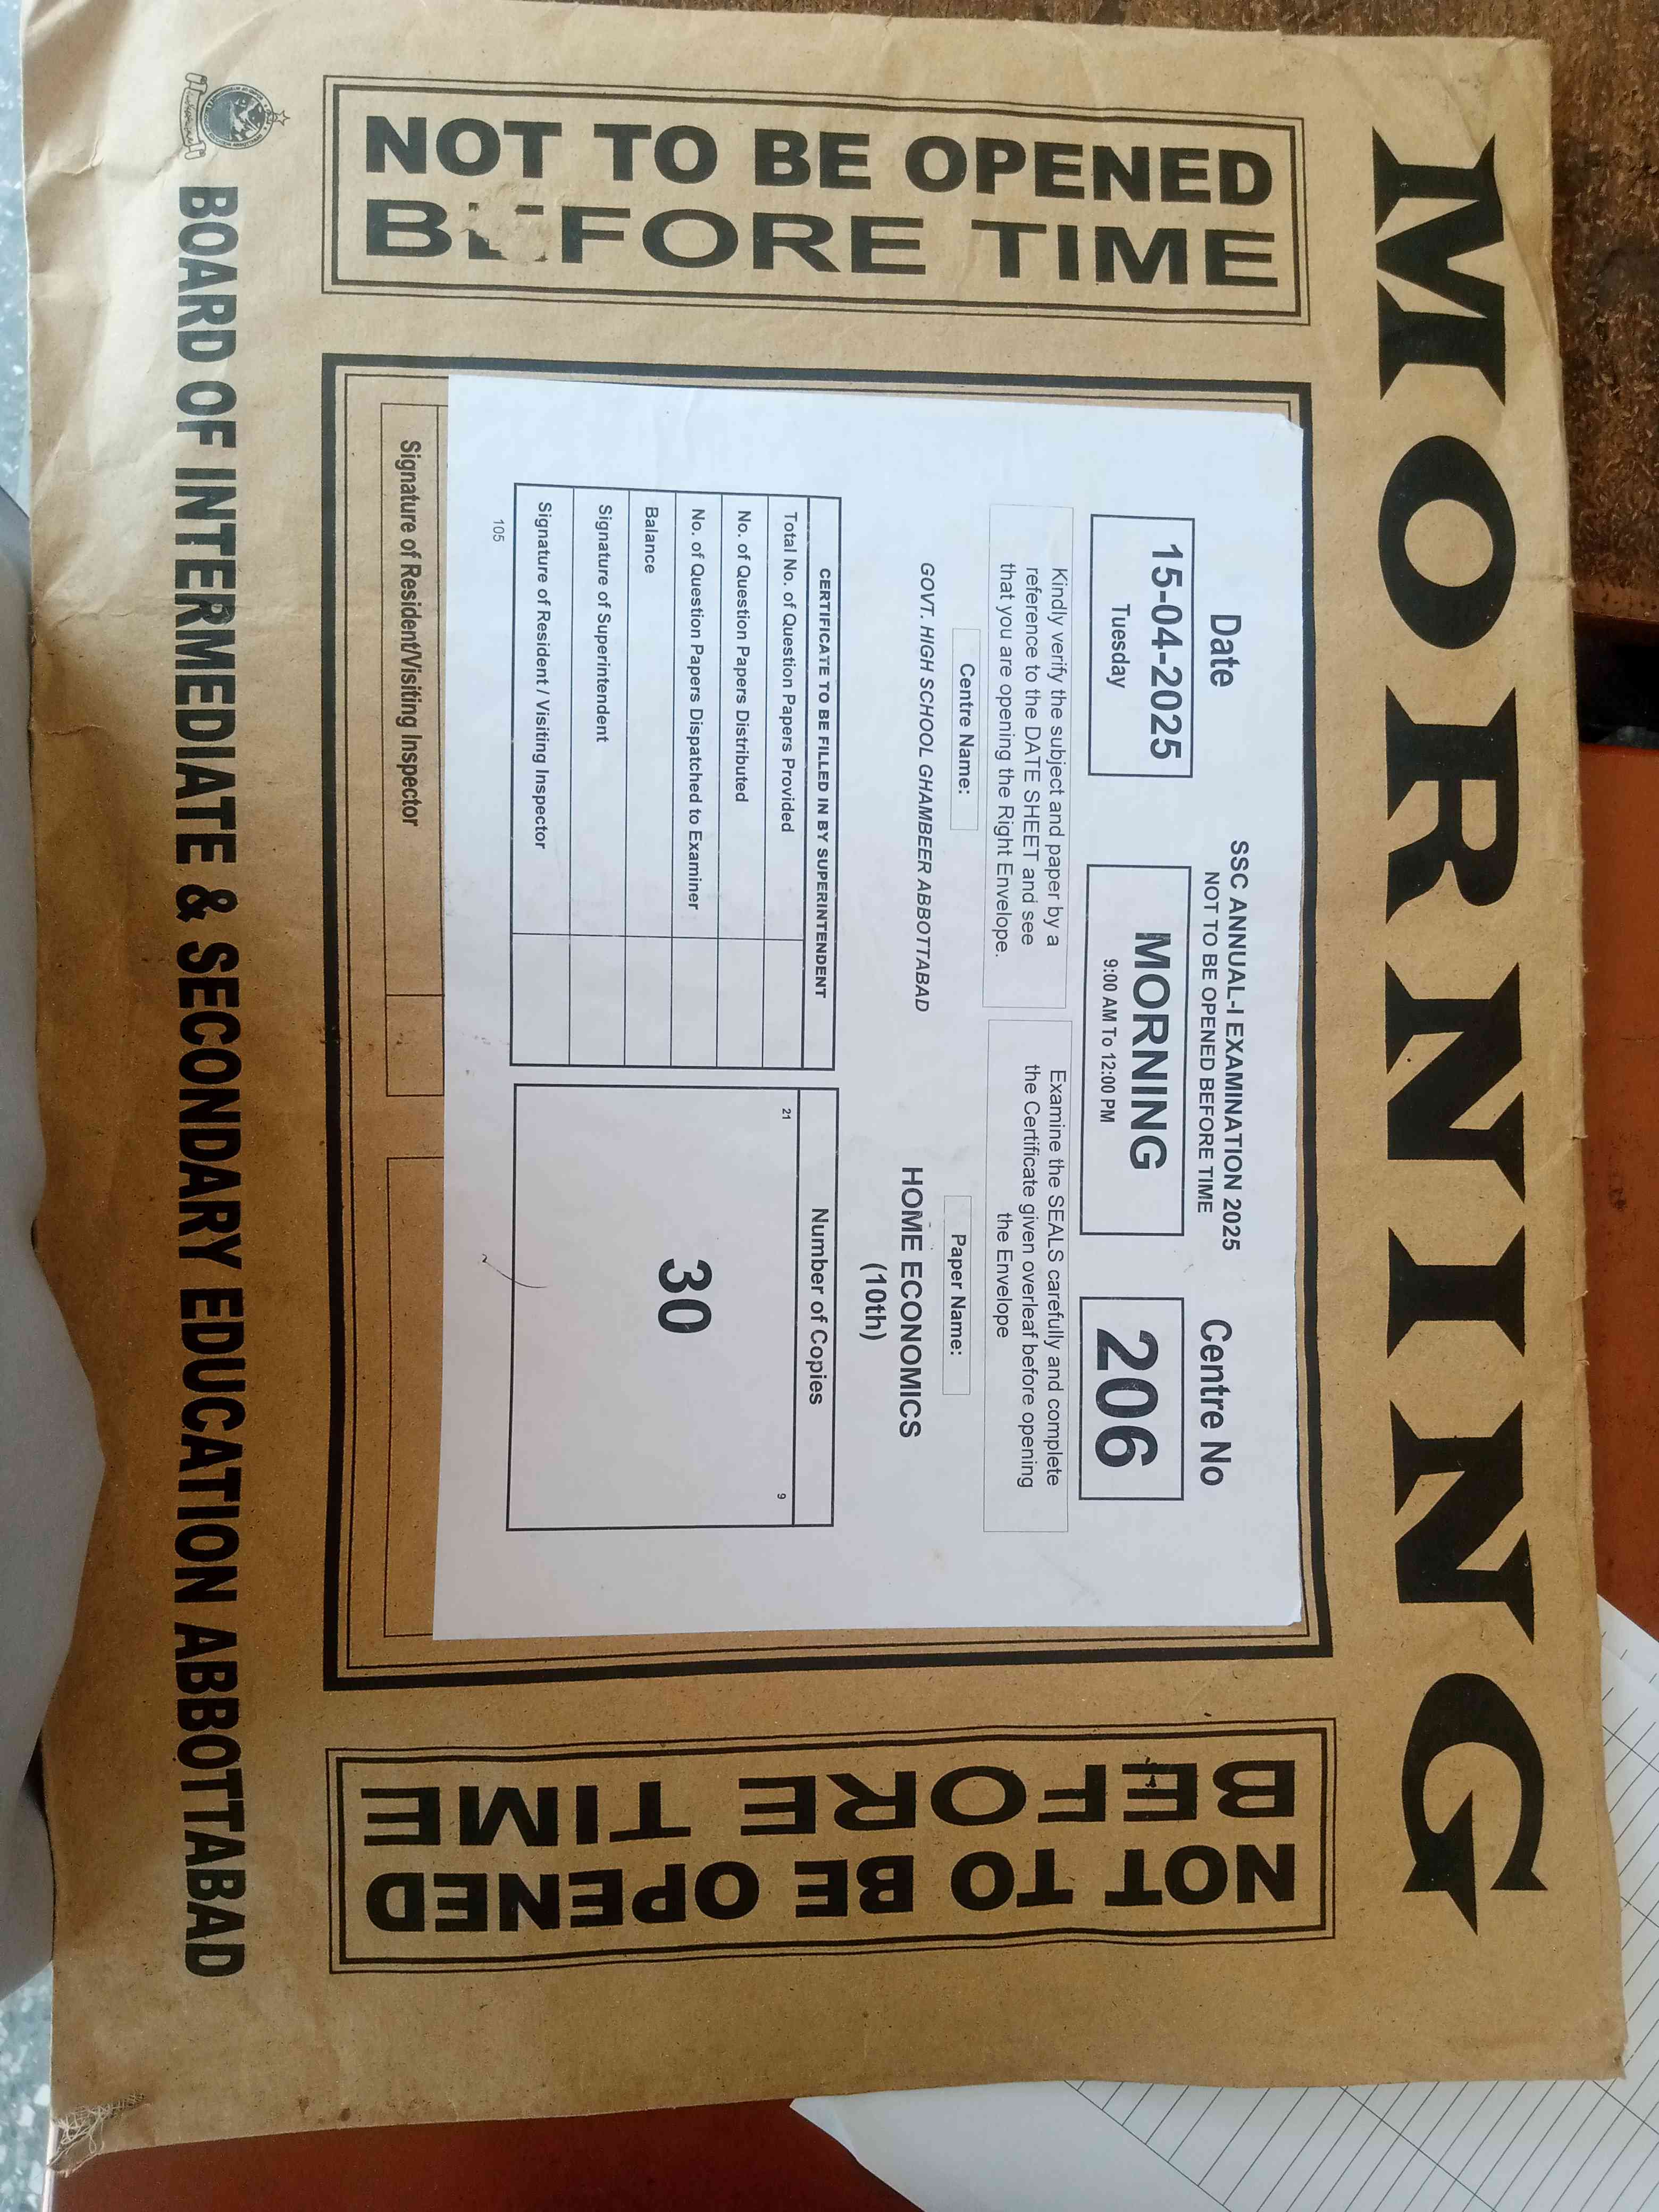 MORNING
NOT TO BE OPENED
BEFORE TIME
SSC ANNUAL-I EXAMINATION 2025
NOT TO BE OPENED BEFORE TIME
Date
15-04-2025
Tuesday
MORNING
9:00 AM To 12:00 PM
Centre No
206
Kindly verify the subject and paper by a
reference to the DATE SHEET and see
that you are opening the Right Envelope.
Examine the SEALS carefully and complete
the Certificate given overleaf before opening
the Envelope
Centre Name:
GOVT. HIGH SCHOOL GHAMBEER ABBOTTABAD
Paper Name:
HOME ECONOMICS
(10th)
CERTIFICATE TO BE FILLED IN BY SUPERINTENDENT
Total No. of Question Papers Provided
No. of Question Papers Distributed
No. of Question Papers Dispatched to Examiner
Balance
Signature of Superintendent
Signature of Resident / Visiting Inspector
105
Number of Copies
21
9
30
Signature of Resident/Visiting Inspector
NOT TO BE OPENED
BEFORE TIME
BOARD OF INTERMEDIATE & SECONDARY EDUCATION ABBOTTABAD